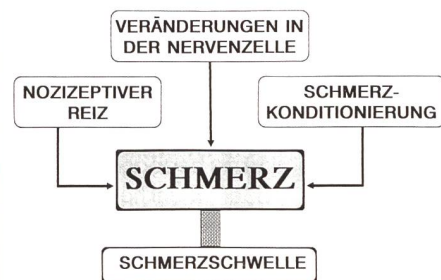 VERÄNDERUNGEN IN
DER NERVENZELLE
NOZIZEPTIVER
REIZ
SCHMERZ-
KONDITIONIERUNG
SCHMERZ
SCHMERZSCHWELLE